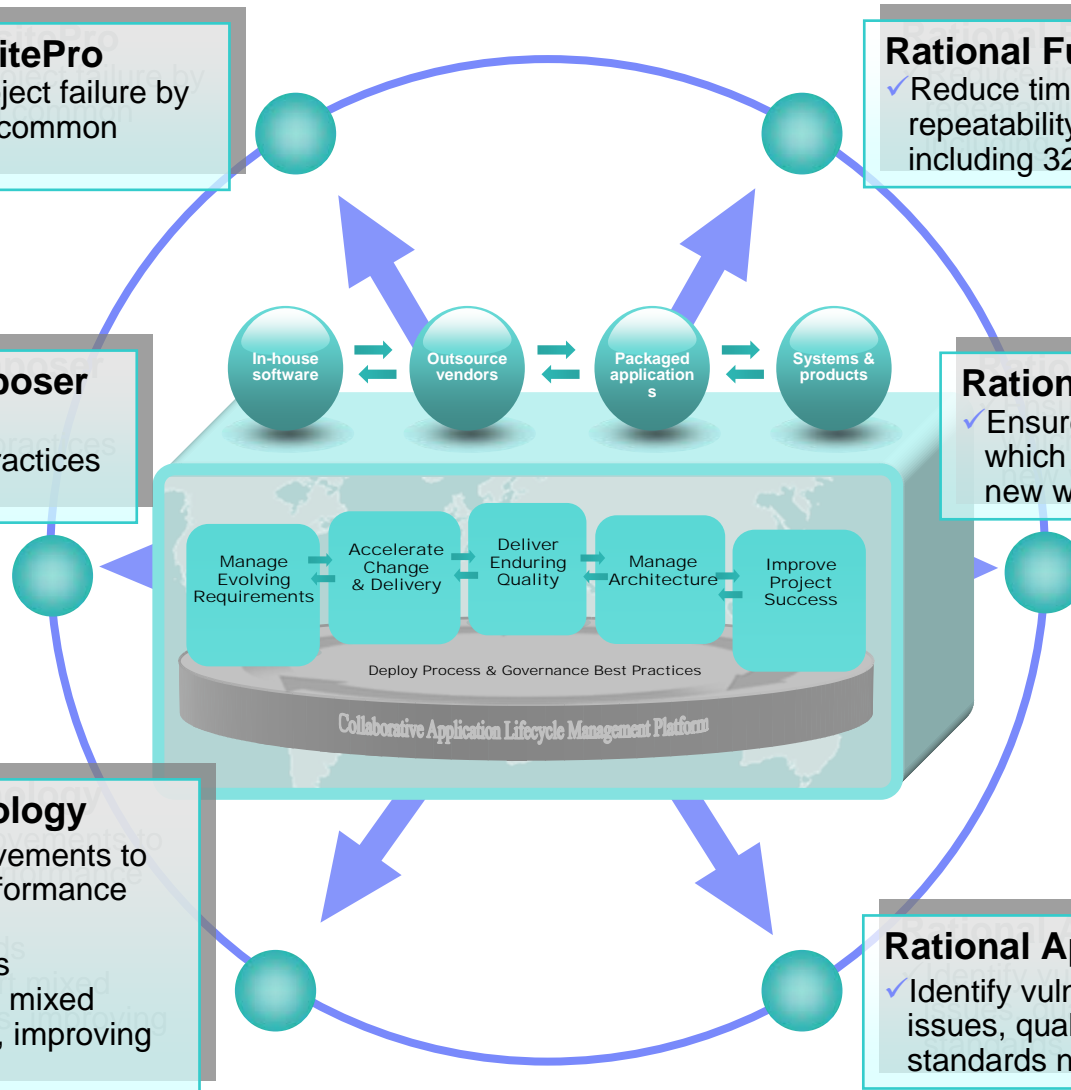 sitePro
ject failure by
common
Rational Fu
Reduce tim
repeatability
including 32
In-house
software
Outsource
vendors
Packaged
application
s
Systems &
products
poser
ractices
Ration
Ensure
which
new w
Manage
Evolving
Requirements
Accelerate
Change
& Delivery
Deliver
Enduring
Quality
Manage
Architecture
Improve
Project
Success
Deploy Process & Governance Best Practices
Collaborative Application Lifecycle Management Platform
ology
vements to
formance
s
mixed
, improving
Rational Ap
Identify vuln
issues, qual
standards n